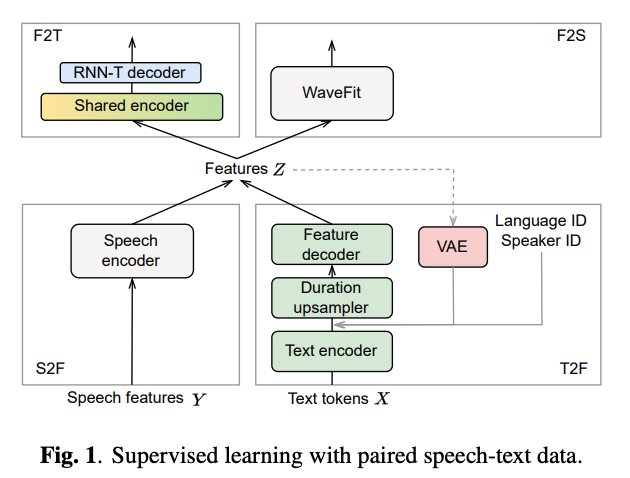 F2T
F2S
RNN-T decoder
Shared encoder
WaveFit
Features Z
Speech
encoder
Feature
decoder
Duration
upsampler
Text encoder
VAE
Language ID
Speaker ID
S2F
T2F
Speech features Y
Text tokens X
Fig. 1. Supervised learning with paired speech-text data.